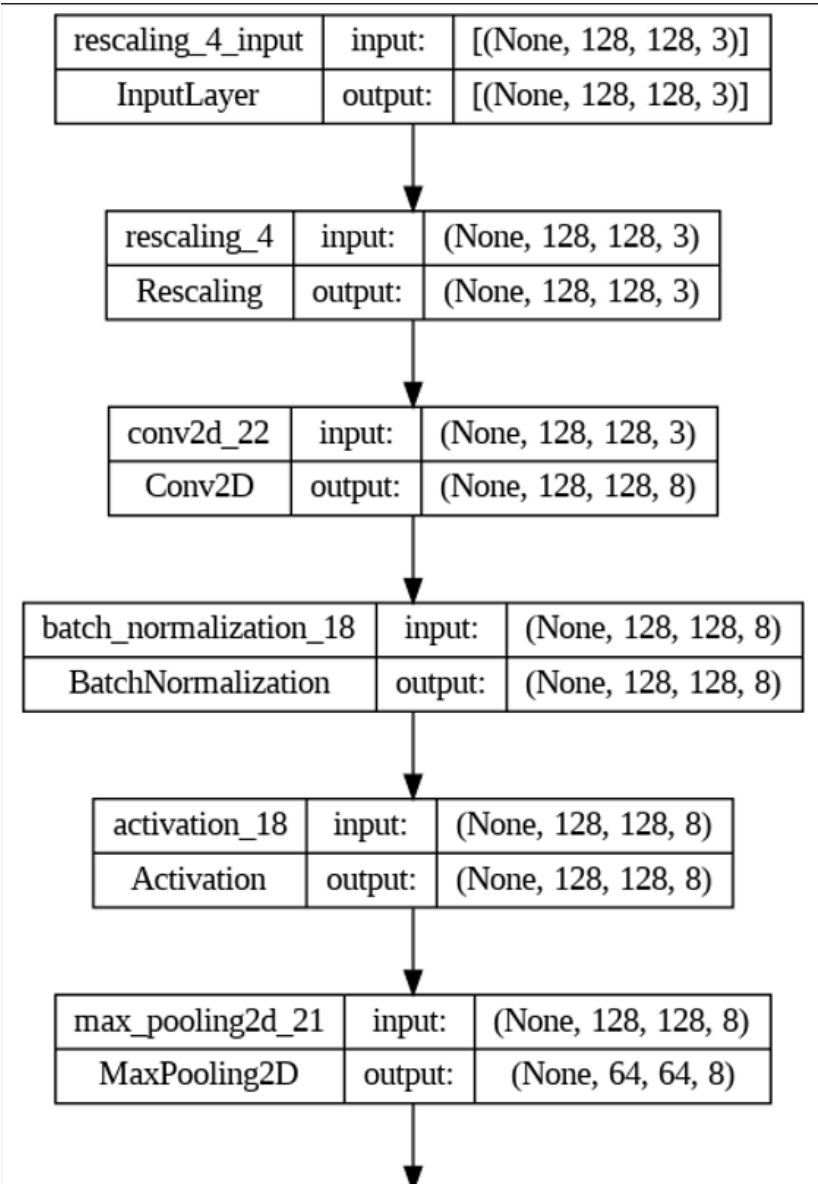 rescaling_4_input input: [(None, 128, 128, 3)]
InputLayer output: [(None, 128, 128, 3)]
rescaling_4 input: (None, 128, 128, 3)
Rescaling output: (None, 128, 128, 3)
conv2d_22 input: (None, 128, 128, 3)
Conv2D output: (None, 128, 128, 8)
batch_normalization_18 input: (None, 128, 128, 8)
BatchNormalization output: (None, 128, 128, 8)
activation_18 input: (None, 128, 128, 8)
Activation output: (None, 128, 128, 8)
max_pooling2d_21 input: (None, 128, 128, 8)
MaxPooling2D output: (None, 64, 64, 8)